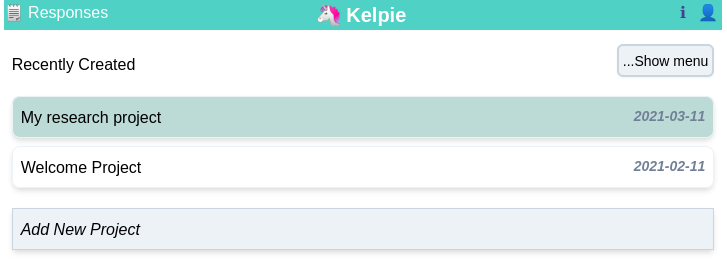 Responses
Kelpie
Recently Created
...Show menu
My research project
2021-03-11
Welcome Project
2021-02-11
Add New Project